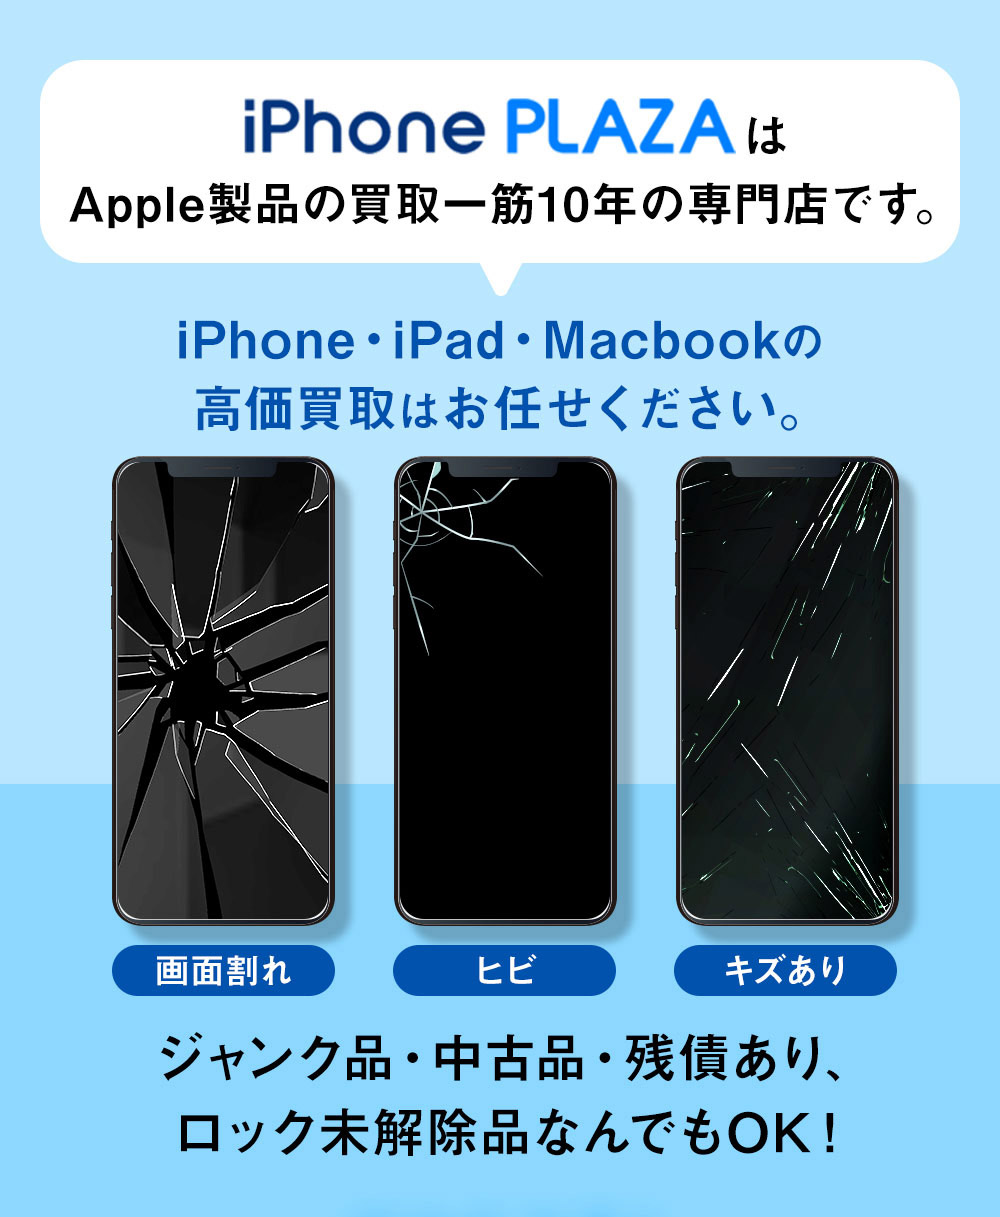 iPhone PLAZAは
Apple製品の買取一筋10年の専門店です。
iPhone・iPad・Macbookの
高価買取はお任せください。
画面割れ
ヒビ
キズあり
ジャンク品・中古品・残債あり、
ロック未解除品なんでもOK！